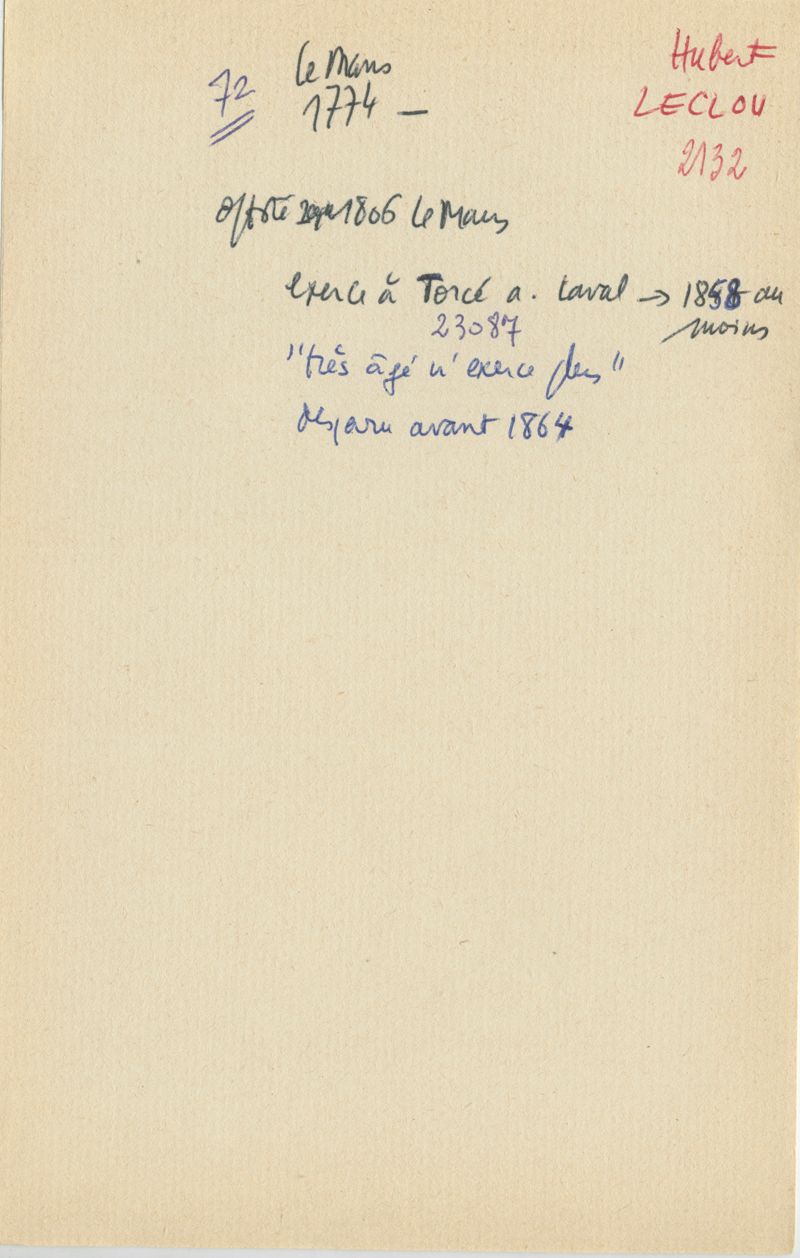 72
Le Mans
1774 —
Hubert
LECLOU
2132
1806 Le Mans
exerce à Torcé a. Laval → 1858 au
moins
23087
"très âgé n'exerce plus"
disparu avant 1864